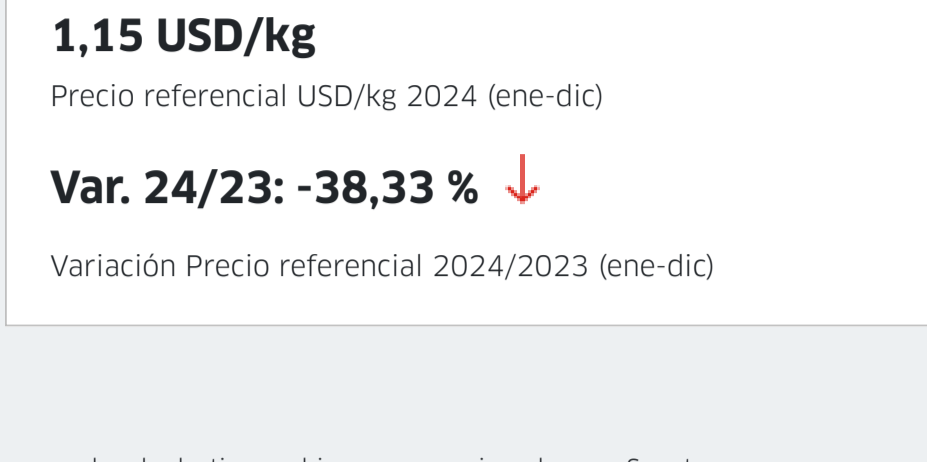 1,15 USD/kg
Precio referencial USD/kg 2024 (ene-dic)
Var. 24/23: -38,33 %
Variación Precio referencial 2024/2023 (ene-dic)